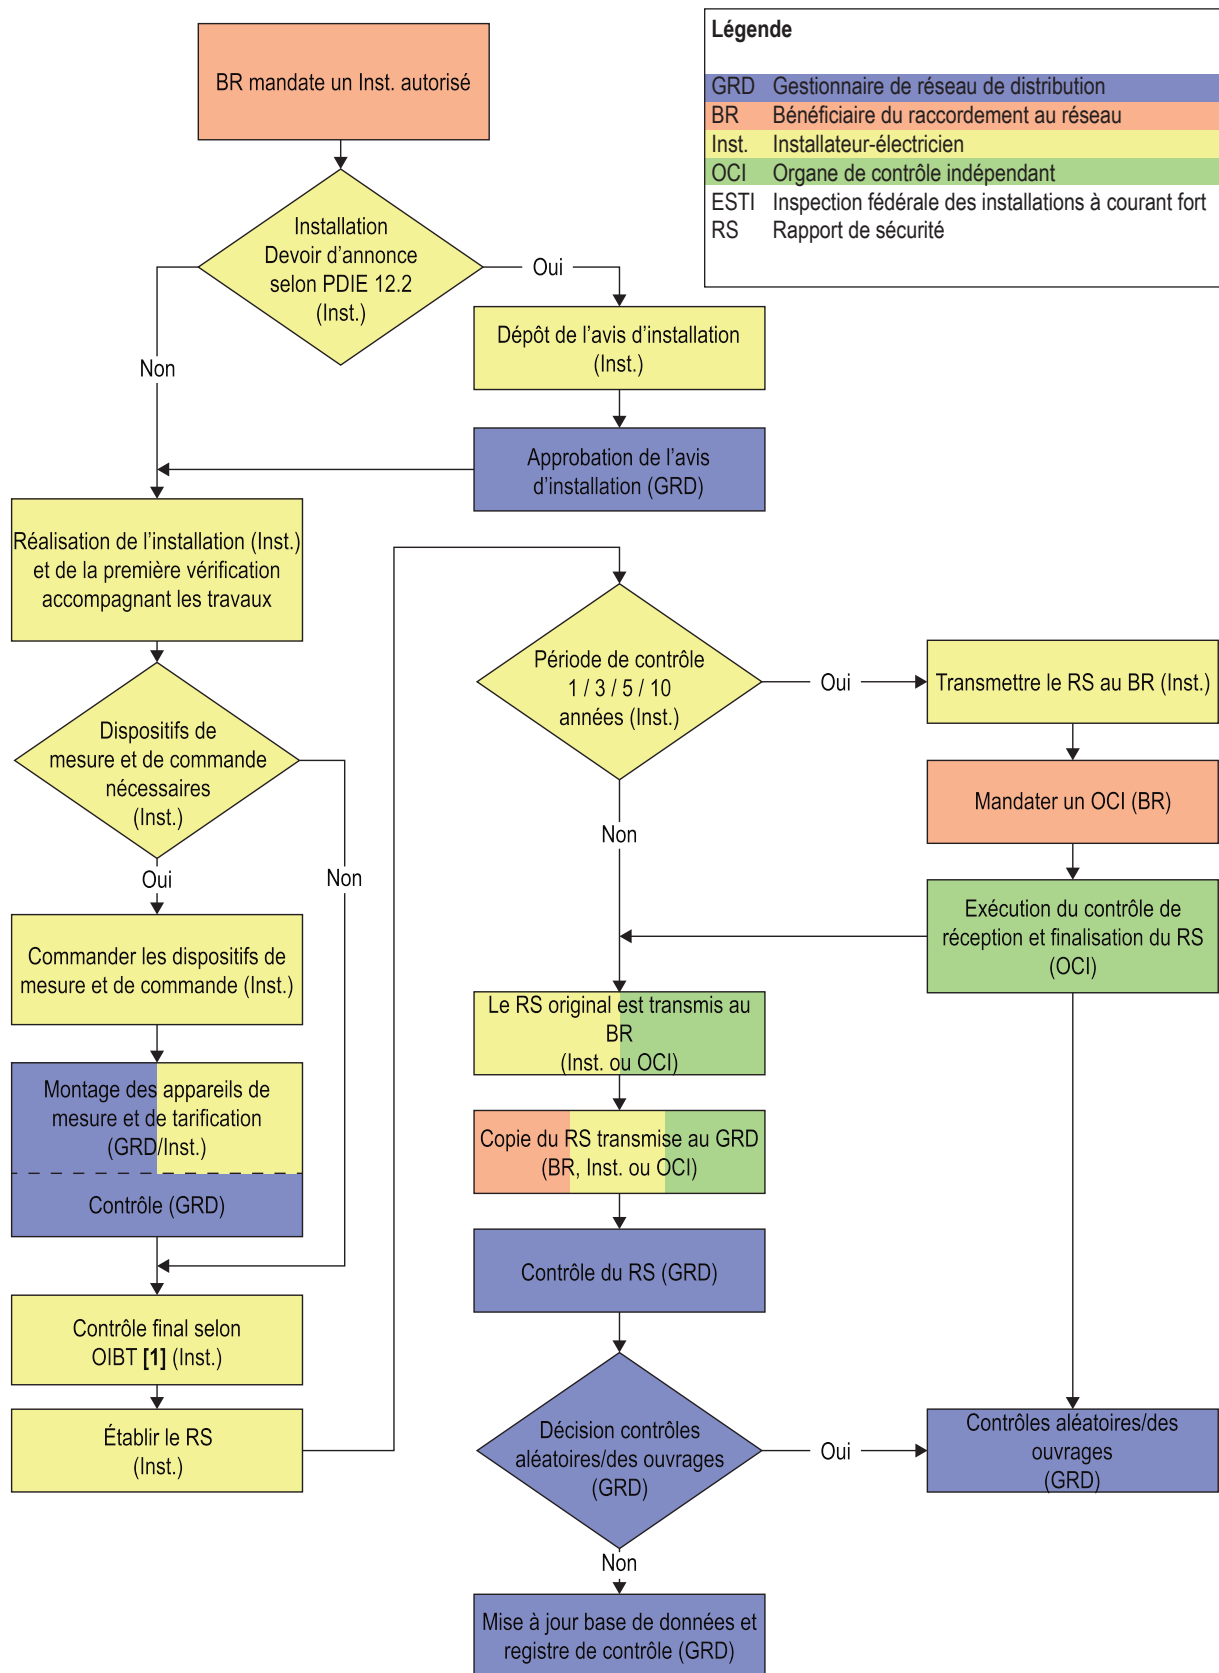 BR mandate un Inst. autorisé
Légende
GRD Gestionnaire de réseau de distribution
BR Bénéficiaire du raccordement au réseau
Inst. Installateur-électricien
OCI Organe de contrôle indépendant
ESTI Inspection fédérale des installations à courant fort
RS Rapport de sécurité
Installation
Devoir d'annonce
selon PDIE 12.2
(Inst.)
Oui
Non
Dépôt de l'avis d'installation
(Inst.)
Approbation de l'avis
d'installation (GRD)
Réalisation de l'installation (Inst.)
et de la première vérification
accompagnant les travaux
Dispositifs de
mesure et de commande
nécessaires
(Inst.)
Oui
Non
Commander les dispositifs de
mesure et de commande (Inst.)
Montage des appareils de
mesure et de tarification
(GRD/Inst.)
Contrôle (GRD)
Contrôle final selon
OIBT [1] (Inst.)
Établir le RS
(Inst.)
Période de contrôle
1 / 3 / 5 / 10
années (Inst.)
Oui
Non
Transmettre le RS au BR (Inst.)
Mandater un OCI (BR)
Exécution du contrôle de
réception et finalisation du RS
(OCI)
Le RS original est transmis au
BR
(Inst. ou OCI)
Copie du RS transmise au GRD
(BR, Inst. ou OCI)
Contrôle du RS (GRD)
Décision contrôles
aléatoires/des ouvrages
(GRD)
Oui
Non
Contrôles aléatoires/des
ouvrages
(GRD)
Mise à jour base de données et
registre de contrôle (GRD)